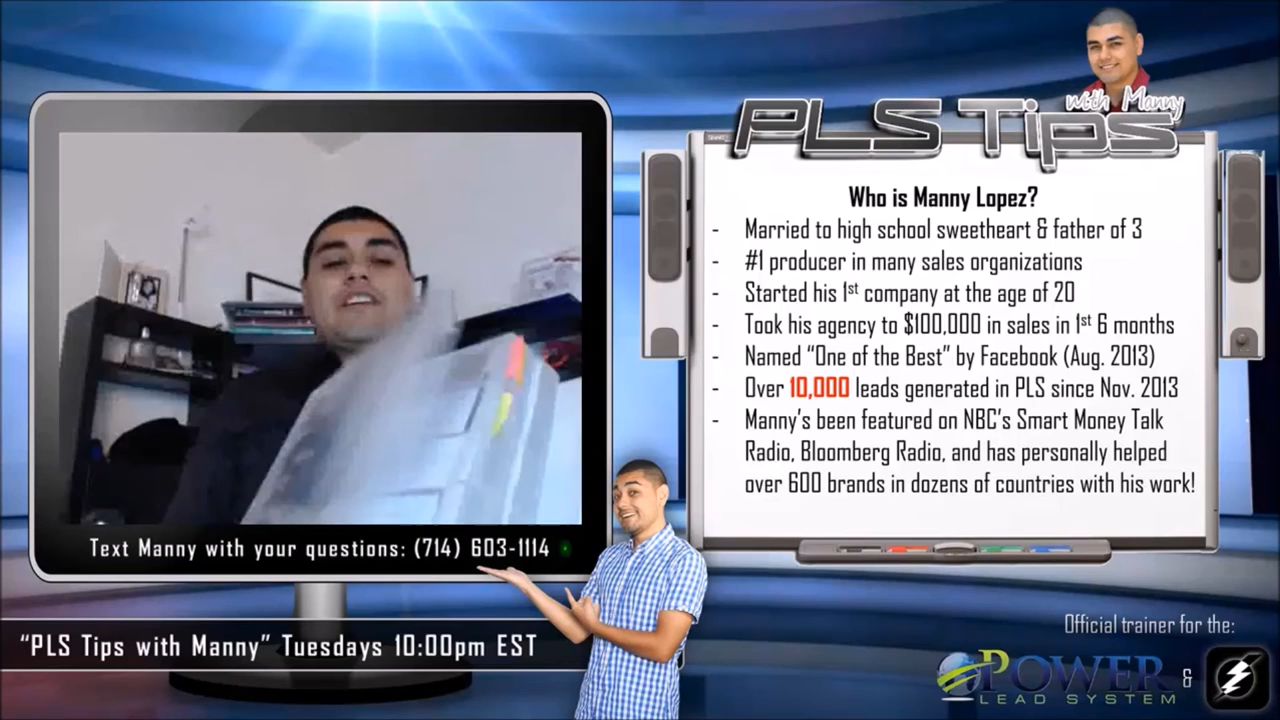 with Manny
PLS Tips
Who is Manny Lopez?
- Married to high school sweetheart & father of 3
- #1 producer in many sales organizations
- Started his 1st company at the age of 20
- Took his agency to $100,000 in sales in 1st 6 months
- Named “One of the Best” by Facebook (Aug. 2013)
- Over 10,000 leads generated in PLS since Nov. 2013
- Manny’s been featured on NBC’s Smart Money Talk
Radio, Bloomberg Radio, and has personally helped
over 600 brands in dozens of countries with his work!
Text Manny with your questions: (714) 603-1114
“PLS Tips with Manny” Tuesdays 10:00pm EST
Official trainer for the:
POWER
LEAD SYSTEM
&